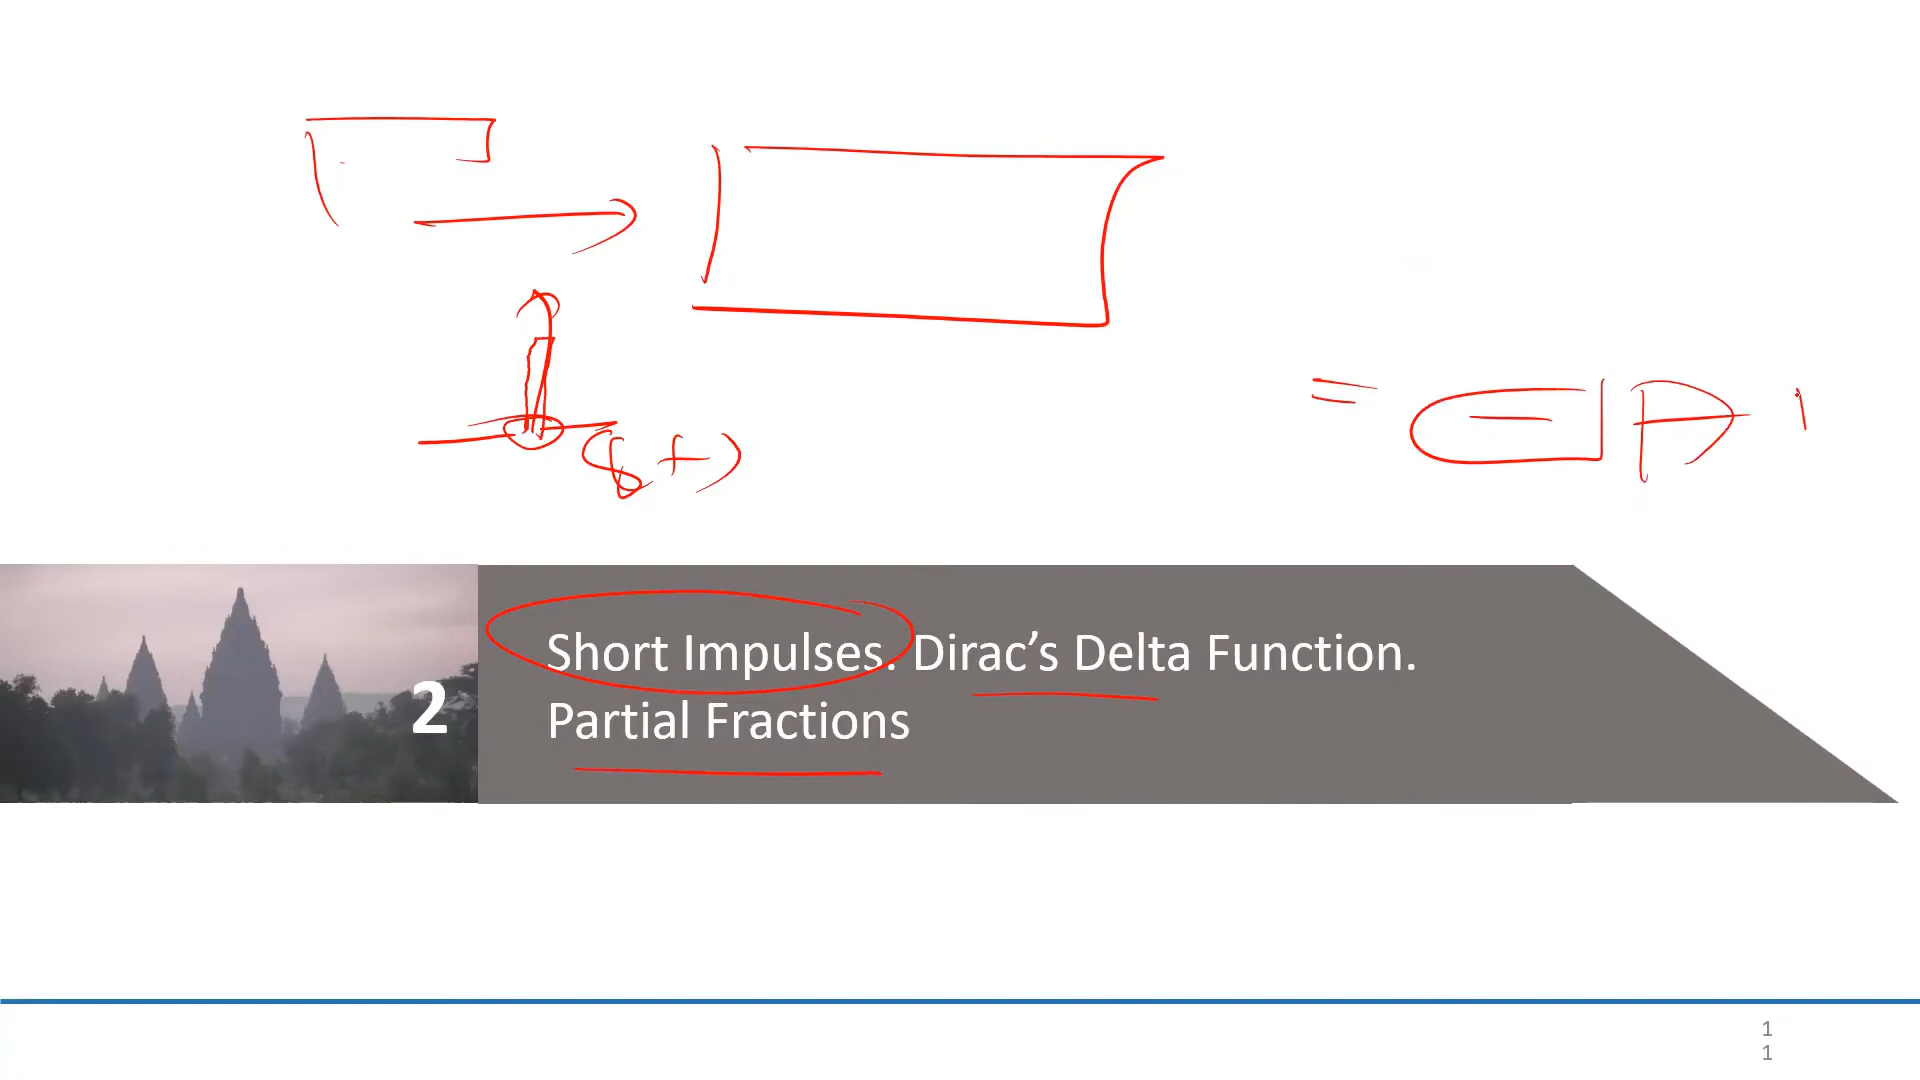 2
Short Impulses. Dirac’s Delta Function.
Partial Fractions
1
1